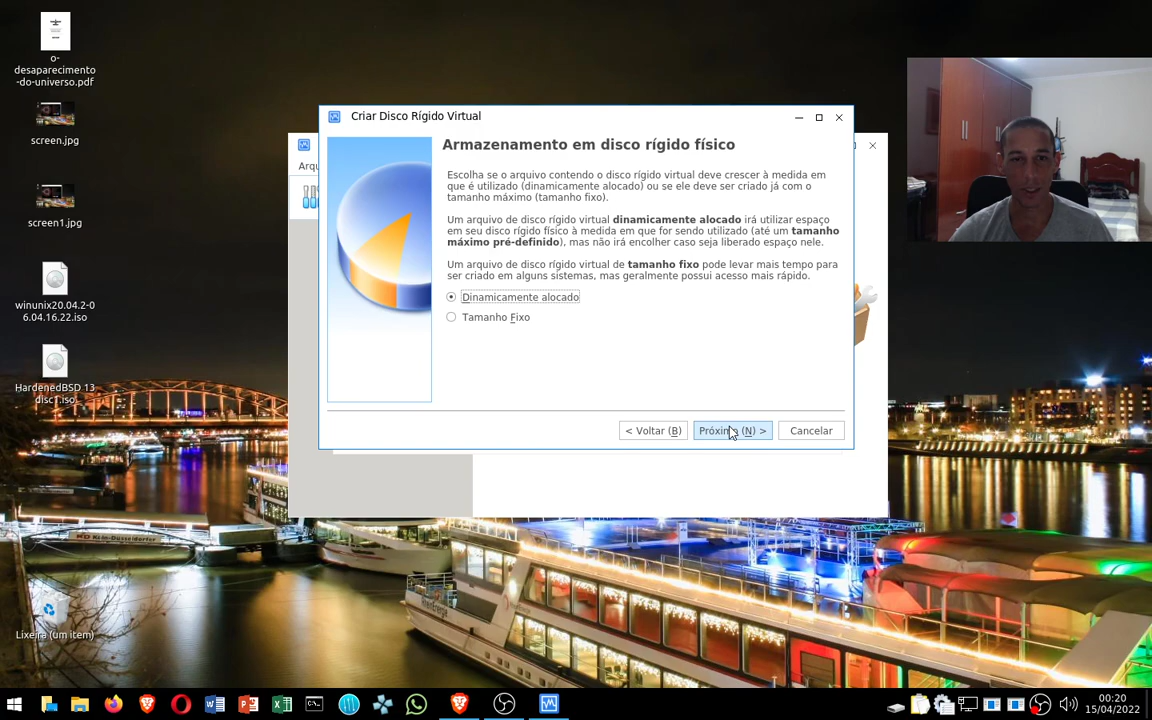 o-
desaparecimento
-do-universo.pdf
screen.jpg
screen1.jpg
winunix20.04.2-0
6.04.16.22.iso
HardenedBSD 13
disc1.iso
Lixeira (um item)
Arqu
Criar Disco Rígido Virtual
Armazenamento em disco rígido físico
Escolha se o arquivo contendo o disco rígido virtual deve crescer à medida em
que é utilizado (dinamicamente alocado) ou se ele deve ser criado já com o
tamanho máximo (tamanho fixo).
Um arquivo de disco rígido virtual dinamicamente alocado irá utilizar espaço
em seu disco rígido físico à medida em que for sendo utilizado (até um tamanho
máximo pré-definido), mas não irá encolher caso seja liberado espaço nele.
Um arquivo de disco rígido virtual de tamanho fixo pode levar mais tempo para
ser criado em alguns sistemas, mas geralmente possui acesso mais rápido.
Dinamicamente alocado
Tamanho Fixo
< Voltar (B)
Próximo (N) >
Cancelar
00:20
15/04/2022